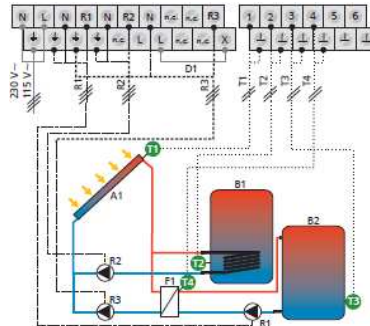 N L N R1 N R2 N n.c. n.c. R3 1 2 3 4 5 6
n.c. L L n.c. L X
D1
230 V~
115 V~
R1 R2 R3 T1 T2 T3 T4
T1
A1
B1
B2
R2
T2
T4
F1
R3
R1
T3